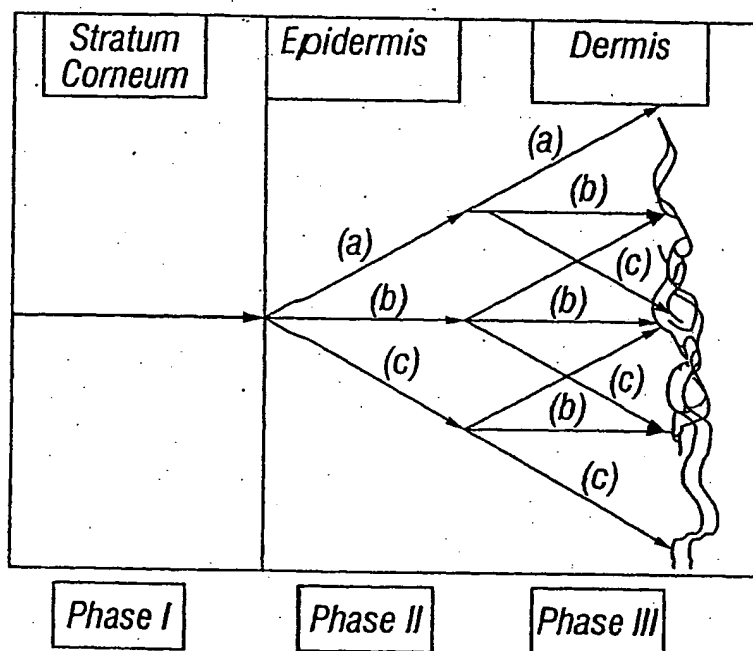 Stratum
Corneum
Epidermis
Dermis
(a)
(b)
(a)
(c)
(b)
(b)
(c)
(c)
(b)
(c)
Phase I
Phase II
Phase III